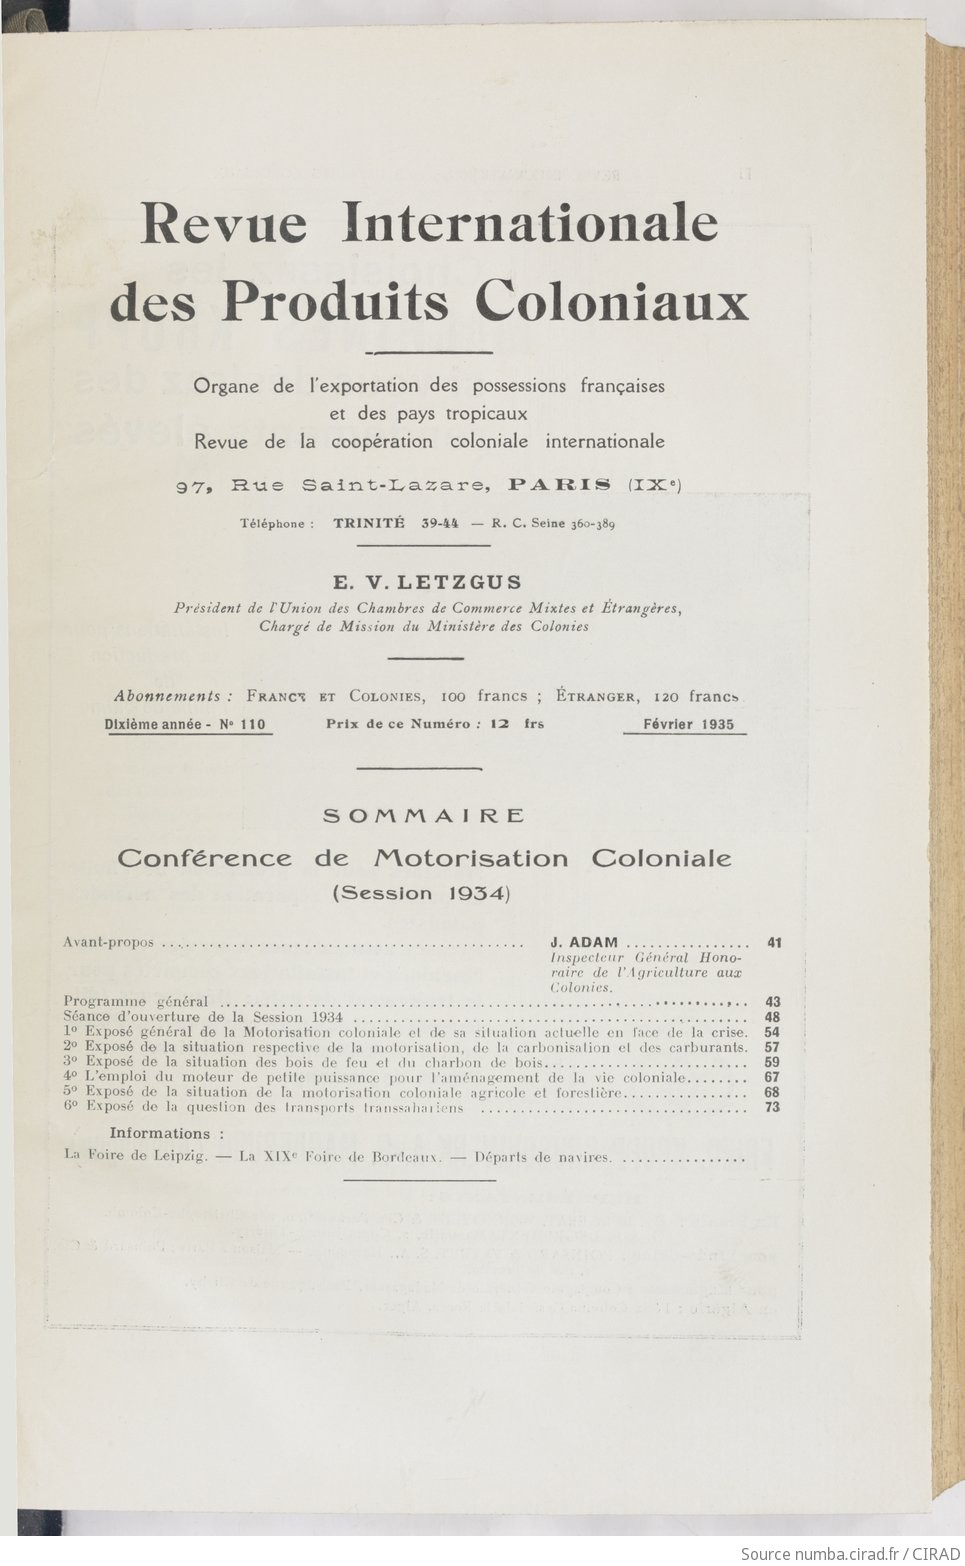 Revue Internationale
des Produits Coloniaux
Organe de l'exportation des possessions françaises
et des pays tropicaux
Revue de la coopération coloniale internationale
97, Rue Saint-Lazare, PARIS (IXe)
Téléphone : TRINITÉ 39-44 — R. C. Seine 360-389
E. V. LETZGUS
Président de l'Union des Chambres de Commerce Mixtes et Étrangères,
Chargé de Mission du Ministère des Colonies
Abonnements : FRANCE ET COLONIES, 100 francs ; ÉTRANGER, 120 francs
Dixième année - N° 110 Prix de ce Numéro : 12 frs Février 1935
SOMMAIRE
Conférence de Motorisation Coloniale
(Session 1934)
Avant-propos ............................................. J. ADAM ................ 41
Inspecteur Général Hono-
raire de l'Agriculture aux
Colonies.
Programme général .................................................................. 43
Séance d'ouverture de la Session 1934 .................................................. 48
1° Exposé général de la Motorisation coloniale et de sa situation actuelle en face de la crise. 54
2° Exposé de la situation respective de la motorisation, de la carbonisation et des carburants. 57
3° Exposé de la situation des bois de feu et du charbon de bois.......................... 59
4° L'emploi du moteur de petite puissance pour l'aménagement de la vie coloniale........ 67
5° Exposé de la situation de la motorisation coloniale agricole et forestière................ 68
6° Exposé de la question des transports transsahariens .................................. 73
Informations :
La Foire de Leipzig. — La XIXe Foire de Bordeaux. — Départs de navires. ................
Source numba.cirad.fr / CIRAD